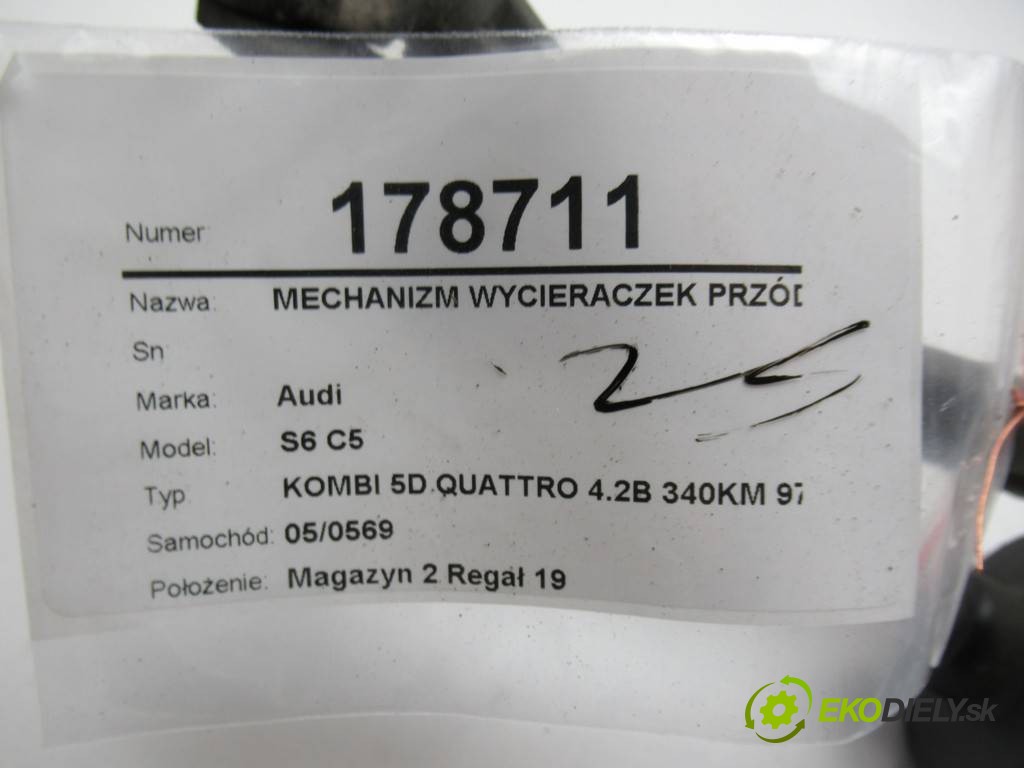 Numer 178711
Nazwa: MECHANIZM WYCIERACZEK PRZÓD
Sn
Marka: Audi
25
Model: S6 C5
Typ KOMBI 5D QUATTRO 4.2B 340KM 97
Samochód: 05/0569
Położenie: Magazyn 2 Regał 19
EKODIELY.sk